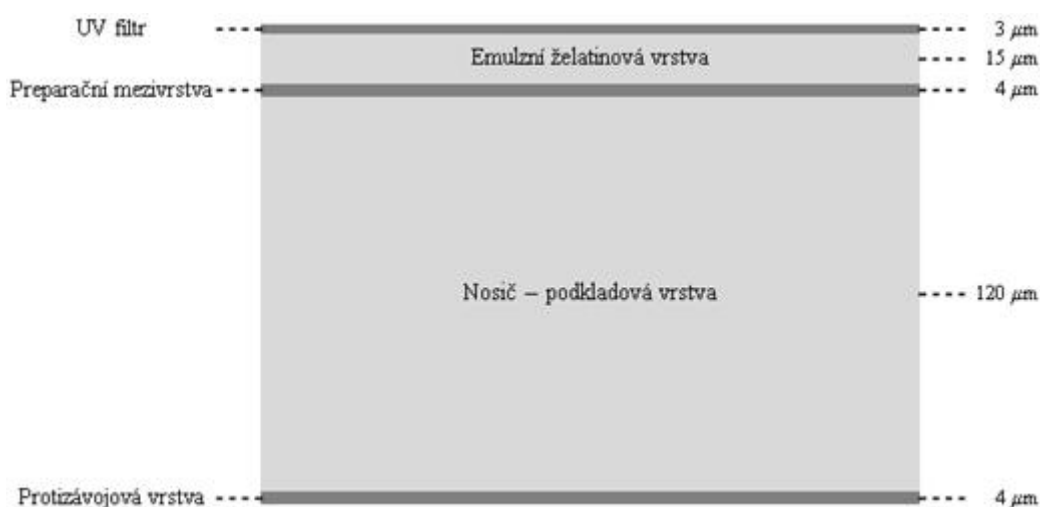 UV filtr 3 μm
Emulzní želatinová vrstva 15 μm
Preparační mezivrstva 4 μm
Nosič – podkladová vrstva 120 μm
Protizávojová vrstva 4 μm